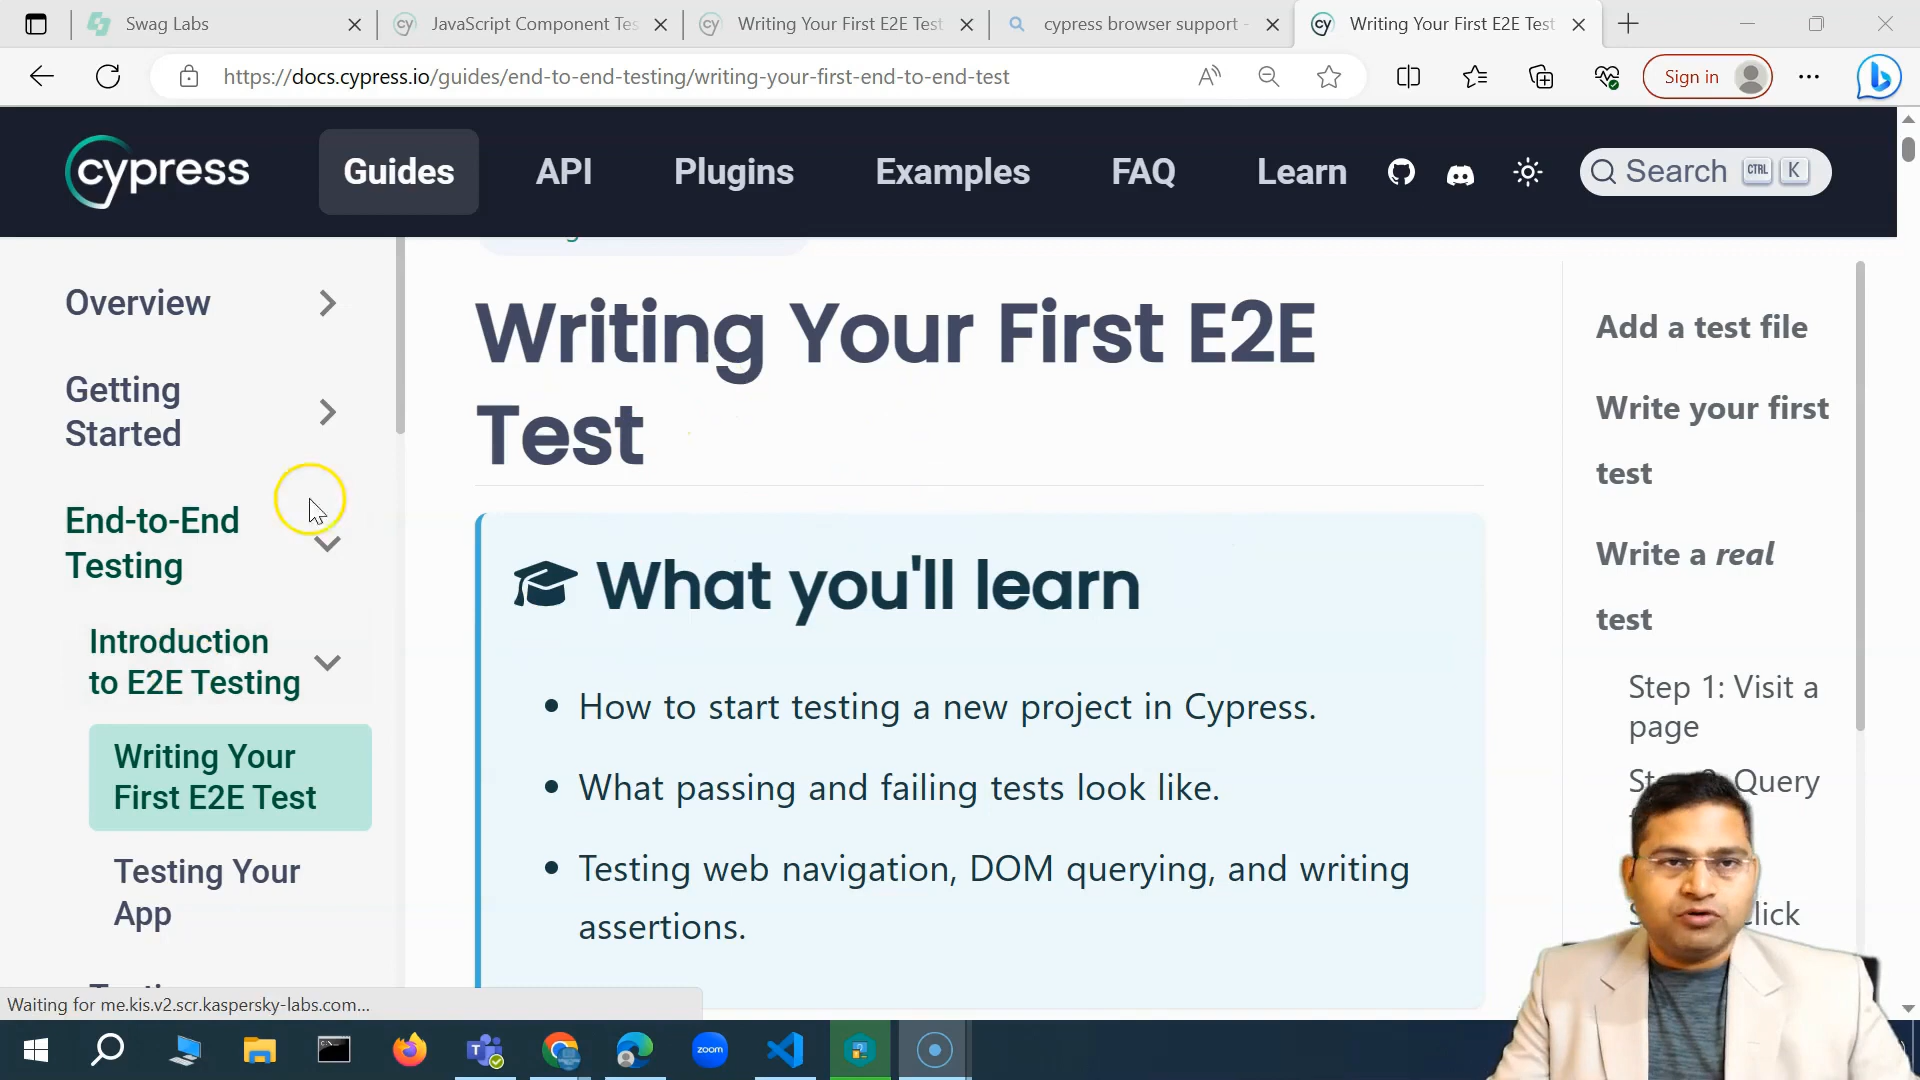 Swag Labs
JavaScript Component Tes
Writing Your First E2E Test
cypress browser support -
Writing Your First E2E Test
https://docs.cypress.io/guides/end-to-end-testing/writing-your-first-end-to-end-test
Sign in
cypress
Guides
API
Plugins
Examples
FAQ
Learn
Search CTRL K
Overview
Getting
Started
End-to-End
Testing
Introduction
to E2E Testing
Writing Your
First E2E Test
Testing Your
App
Writing Your First E2E
Test
What you'll learn
• How to start testing a new project in Cypress.
• What passing and failing tests look like.
• Testing web navigation, DOM querying, and writing
assertions.
Add a test file
Write your first
test
Write a real
test
Step 1: Visit a
page
Query
Waiting for me.kis.v2.scr.kaspersky-labs.com...
zoom